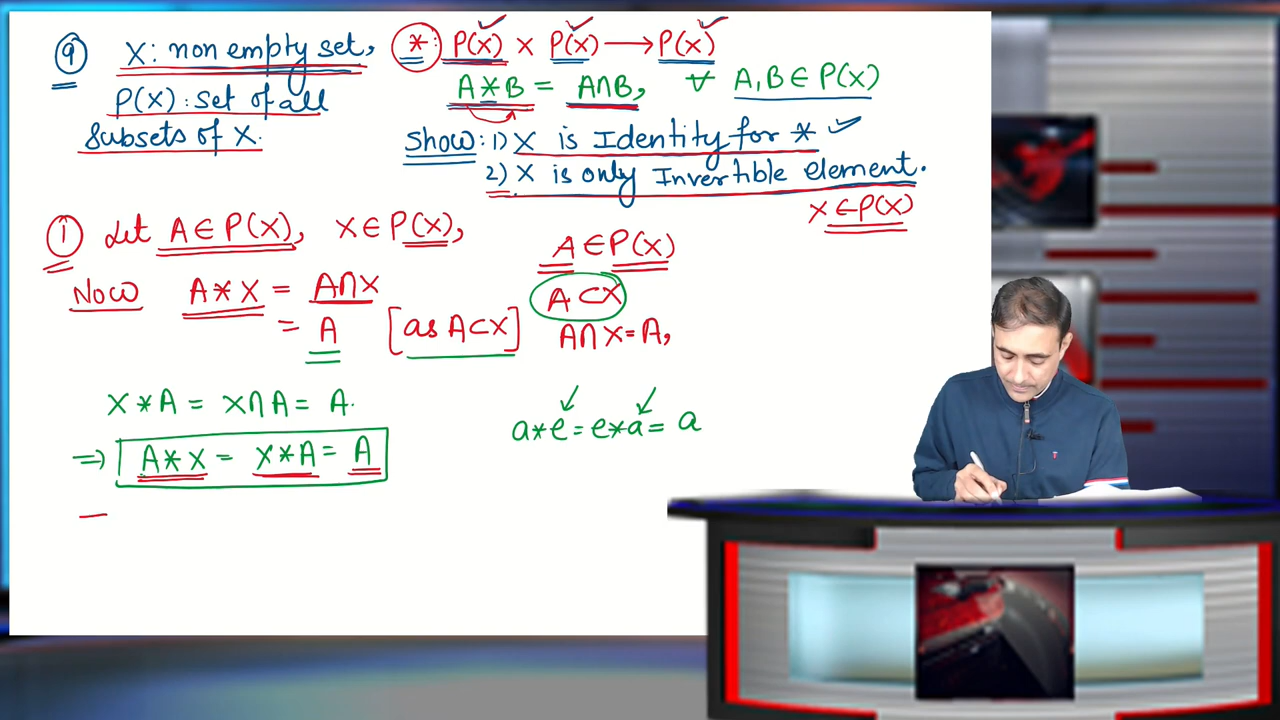 9 X: non empty set,
P(X): set of all
Subsets of X.
*: P(X) × P(X) → P(X)
A * B = A∩B, ∀ A, B ∈ P(X)
Show: 1) X is Identity for *
2) X is only Invertible element.
X ∈ P(X)
1 Let A ∈ P(X), X ∈ P(X),
Now A * X = A∩X
= A [as A⊂X]
A ∈ P(X)
A⊂X
A∩X = A,
X * A = X∩A = A.
⇒ A * X = X * A = A
a * e = e * a = a